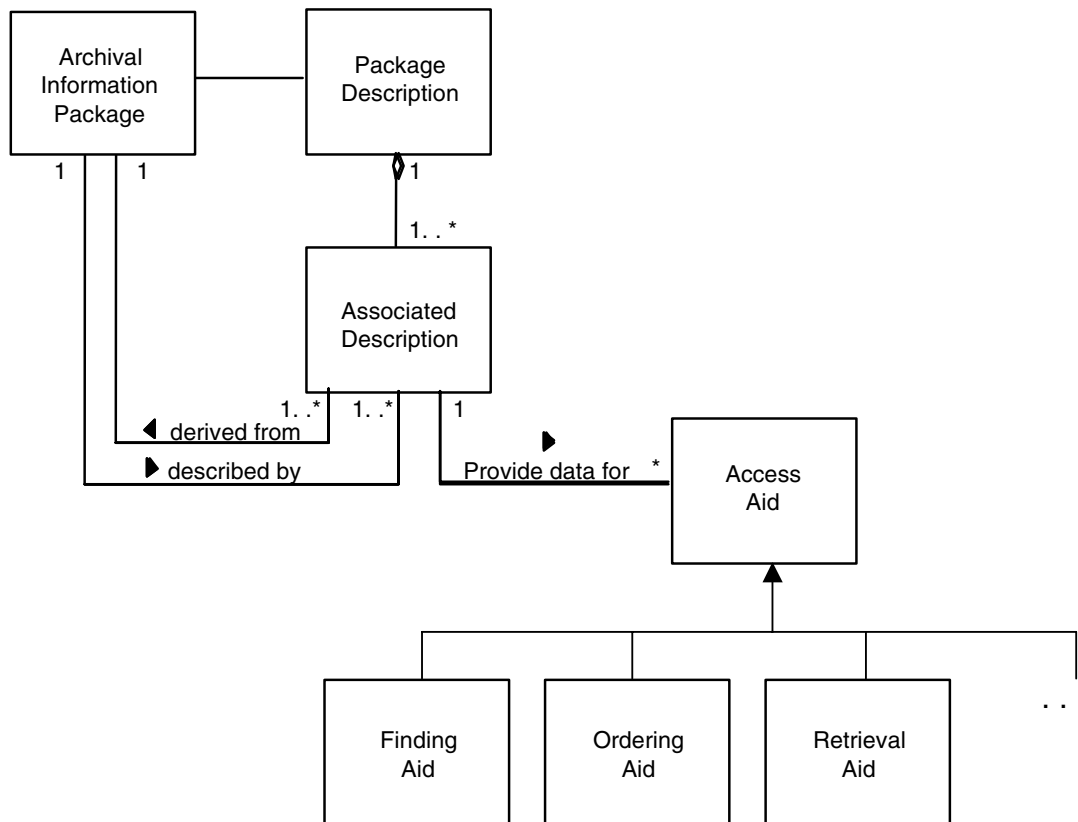 Archival
Information
Package
Package
Description
1
1
1
1. . *
Associated
Description
1. .*
1. .*
1
derived from
described by
Provide data for
*
Access
Aid
. .
Finding
Aid
Ordering
Aid
Retrieval
Aid